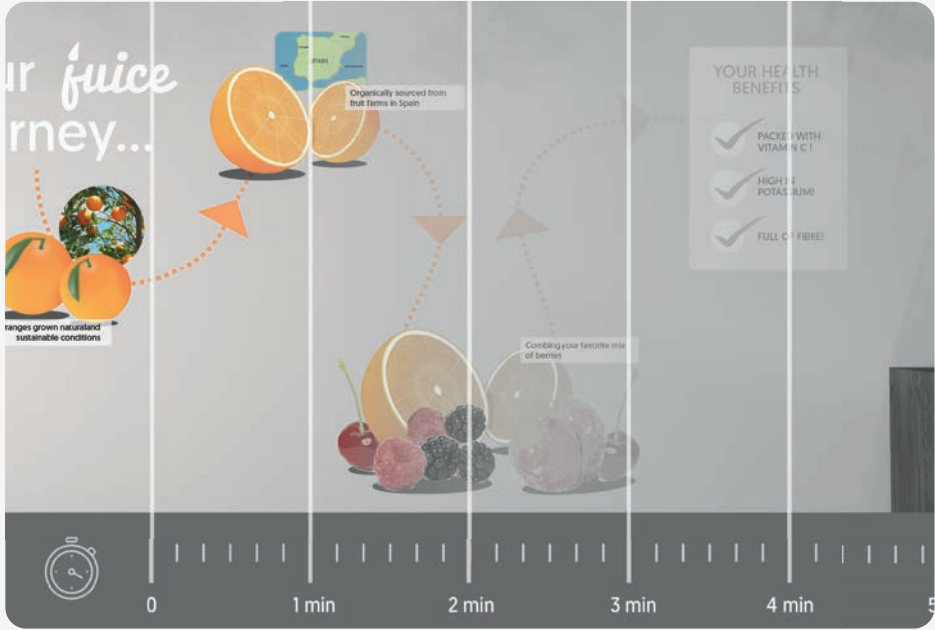 ur juice
rney...
SPAIN
Organically sourced from
fruit farms in Spain
ranges grown naturaland
sustainable conditions
Combing your favorite mix
of berries
YOUR HEALTH
BENEFITS
PACKED WITH
VITAMIN C !
HIGH IN
POTASSIUM!
FULL OF FIBRE!
0
1 min
2 min
3 min
4 min
5